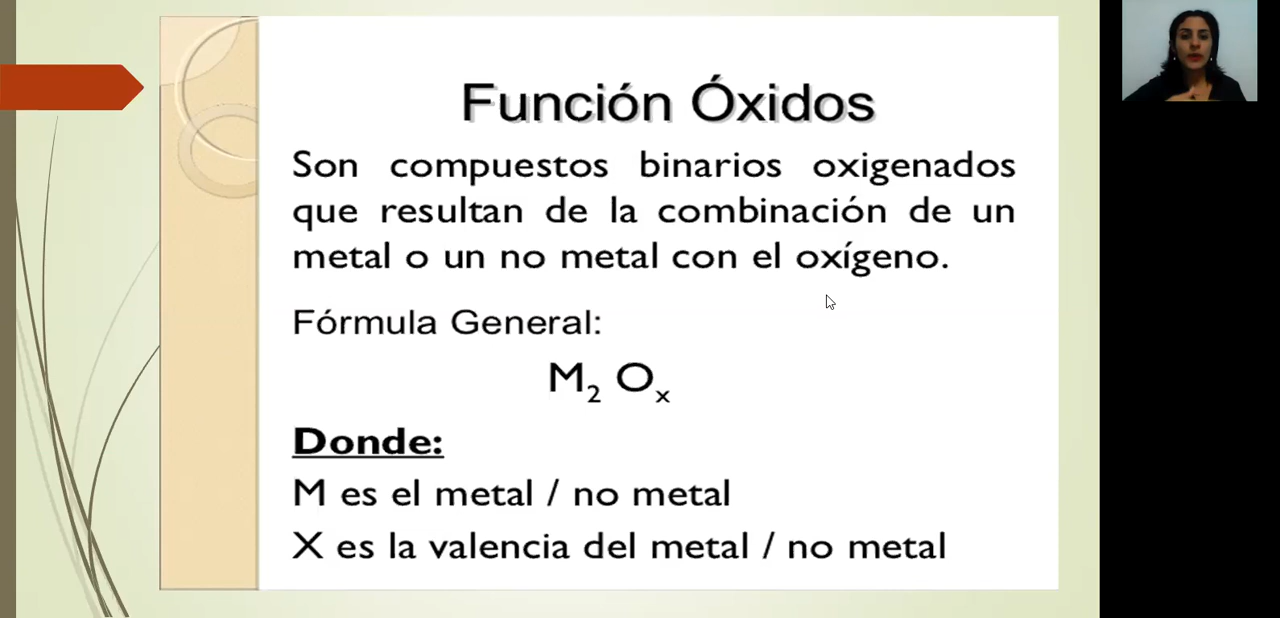 Función Óxidos
Son compuestos binarios oxigenados
que resultan de la combinación de un
metal o un no metal con el oxígeno.
Fórmula General:
M₂ Oₓ
Donde:
M es el metal / no metal
X es la valencia del metal / no metal